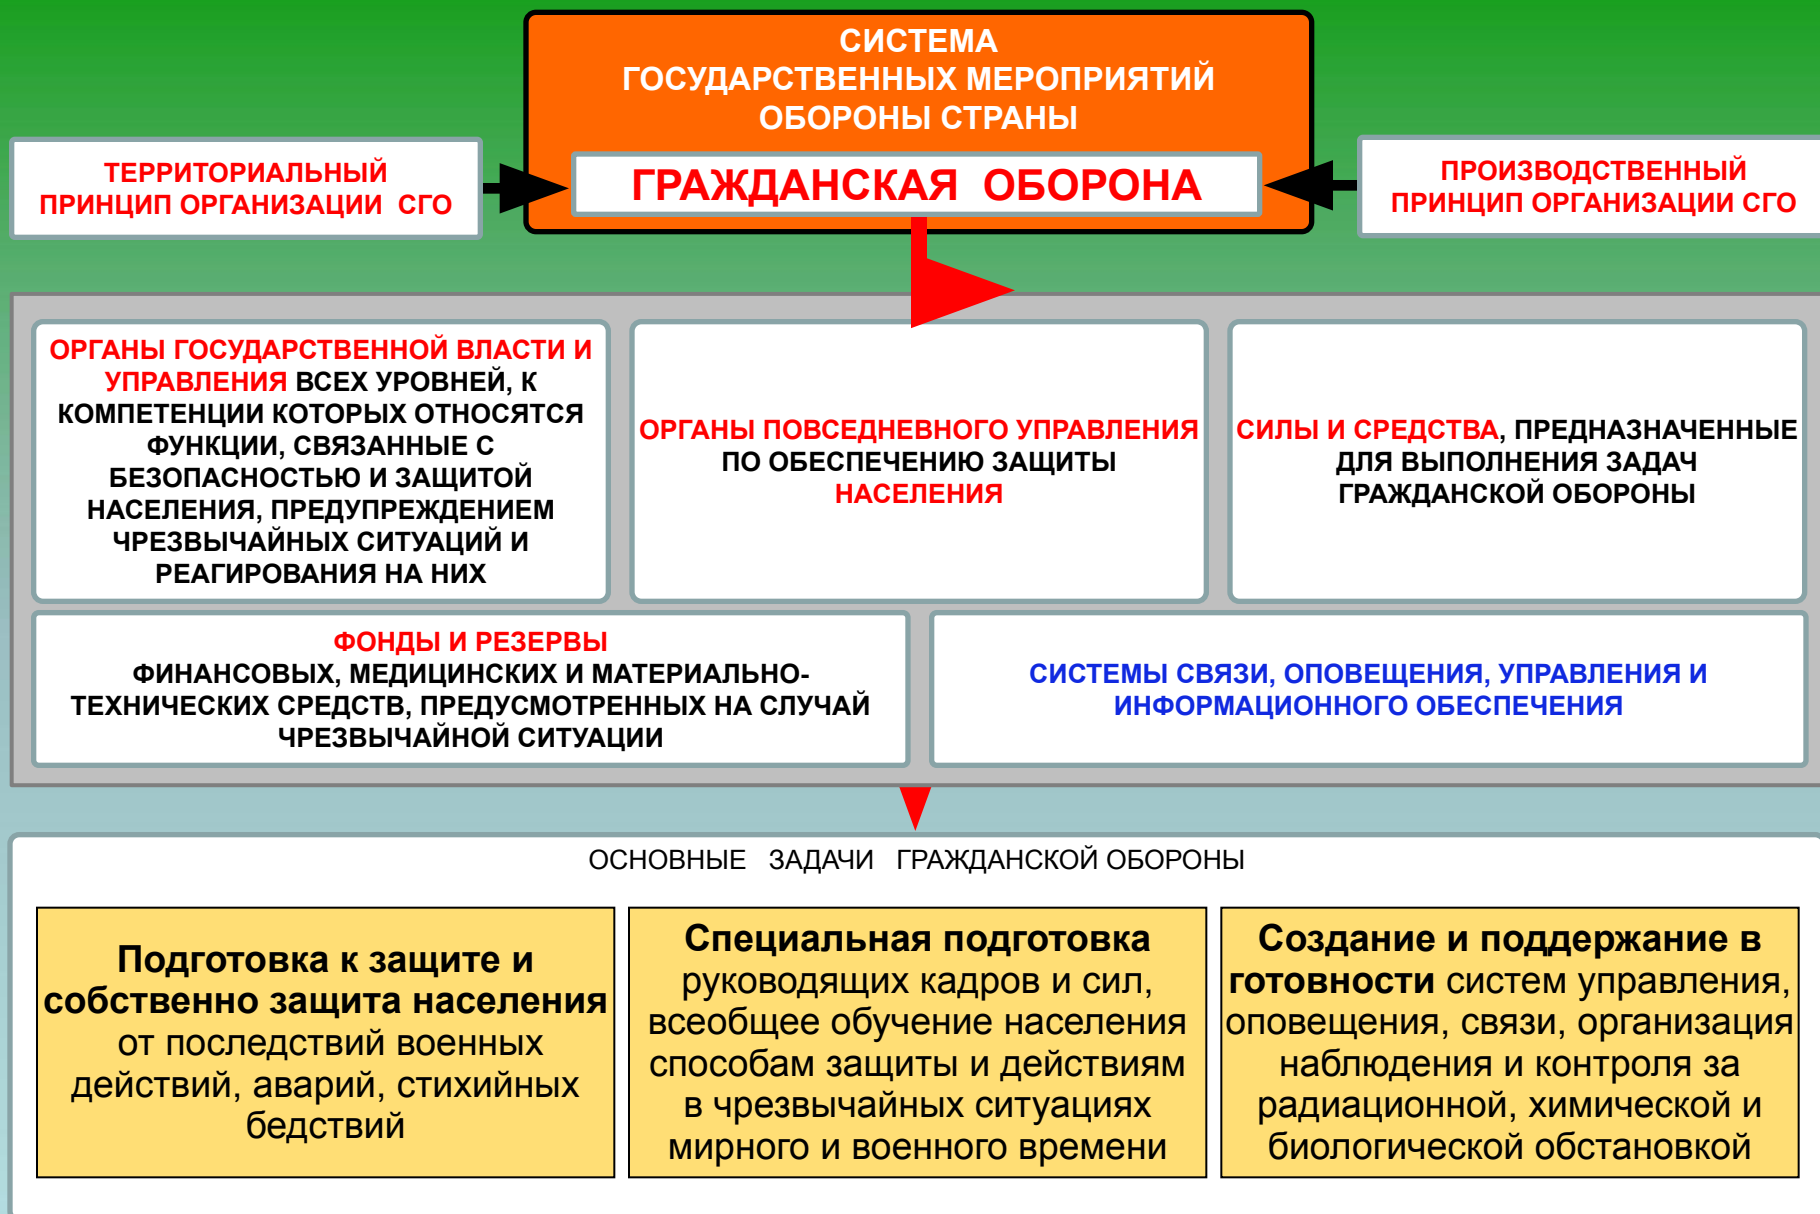 СИСТЕМА
ГОСУДАРСТВЕННЫХ МЕРОПРИЯТИЙ
ОБОРОНЫ СТРАНЫ
ГРАЖДАНСКАЯ ОБОРОНА
ТЕРРИТОРИАЛЬНЫЙ
ПРИНЦИП ОРГАНИЗАЦИИ СГО
ПРОИЗВОДСТВЕННЫЙ
ПРИНЦИП ОРГАНИЗАЦИИ СГО
ОРГАНЫ ГОСУДАРСТВЕННОЙ ВЛАСТИ И
УПРАВЛЕНИЯ ВСЕХ УРОВНЕЙ, К
КОМПЕТЕНЦИИ КОТОРЫХ ОТНОСЯТСЯ
ФУНКЦИИ, СВЯЗАННЫЕ С
БЕЗОПАСНОСТЬЮ И ЗАЩИТОЙ
НАСЕЛЕНИЯ, ПРЕДУПРЕЖДЕНИЕМ
ЧРЕЗВЫЧАЙНЫХ СИТУАЦИЙ И
РЕАГИРОВАНИЯ НА НИХ
ОРГАНЫ ПОВСЕДНЕВНОГО УПРАВЛЕНИЯ
ПО ОБЕСПЕЧЕНИЮ ЗАЩИТЫ
НАСЕЛЕНИЯ
СИЛЫ И СРЕДСТВА, ПРЕДНАЗНАЧЕННЫЕ
ДЛЯ ВЫПОЛНЕНИЯ ЗАДАЧ
ГРАЖДАНСКОЙ ОБОРОНЫ
ФОНДЫ И РЕЗЕРВЫ
ФИНАНСОВЫХ, МЕДИЦИНСКИХ И МАТЕРИАЛЬНО-
ТЕХНИЧЕСКИХ СРЕДСТВ, ПРЕДУСМОТРЕННЫХ НА СЛУЧАЙ
ЧРЕЗВЫЧАЙНОЙ СИТУАЦИИ
СИСТЕМЫ СВЯЗИ, ОПОВЕЩЕНИЯ, УПРАВЛЕНИЯ И
ИНФОРМАЦИОННОГО ОБЕСПЕЧЕНИЯ
ОСНОВНЫЕ ЗАДАЧИ ГРАЖДАНСКОЙ ОБОРОНЫ
Подготовка к защите и
собственно защита населения
от последствий военных
действий, аварий, стихийных
бедствий
Специальная подготовка
руководящих кадров и сил,
всеобщее обучение населения
способам защиты и действиям
в чрезвычайных ситуациях
мирного и военного времени
Создание и поддержание в
готовности систем управления,
оповещения, связи, организация
наблюдения и контроля за
радиационной, химической и
биологической обстановкой